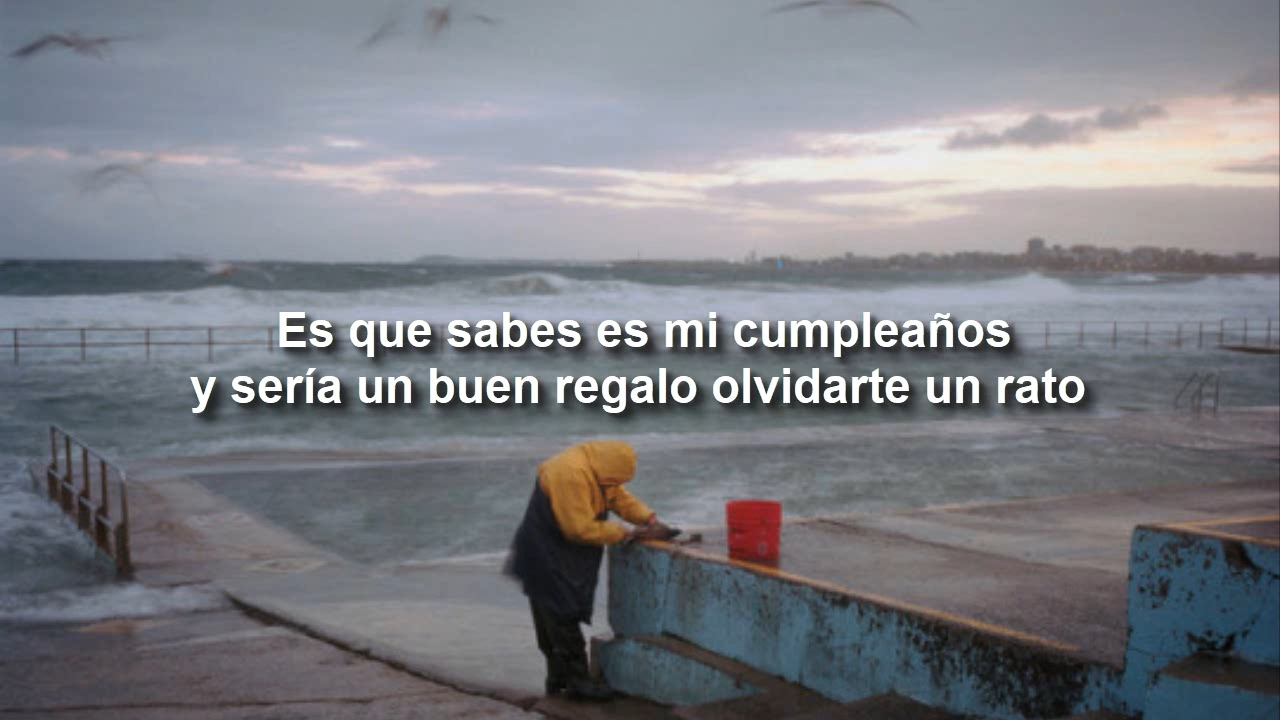 Es que sabes es mi cumpleaños
y sería un buen regalo olvidarte un rato